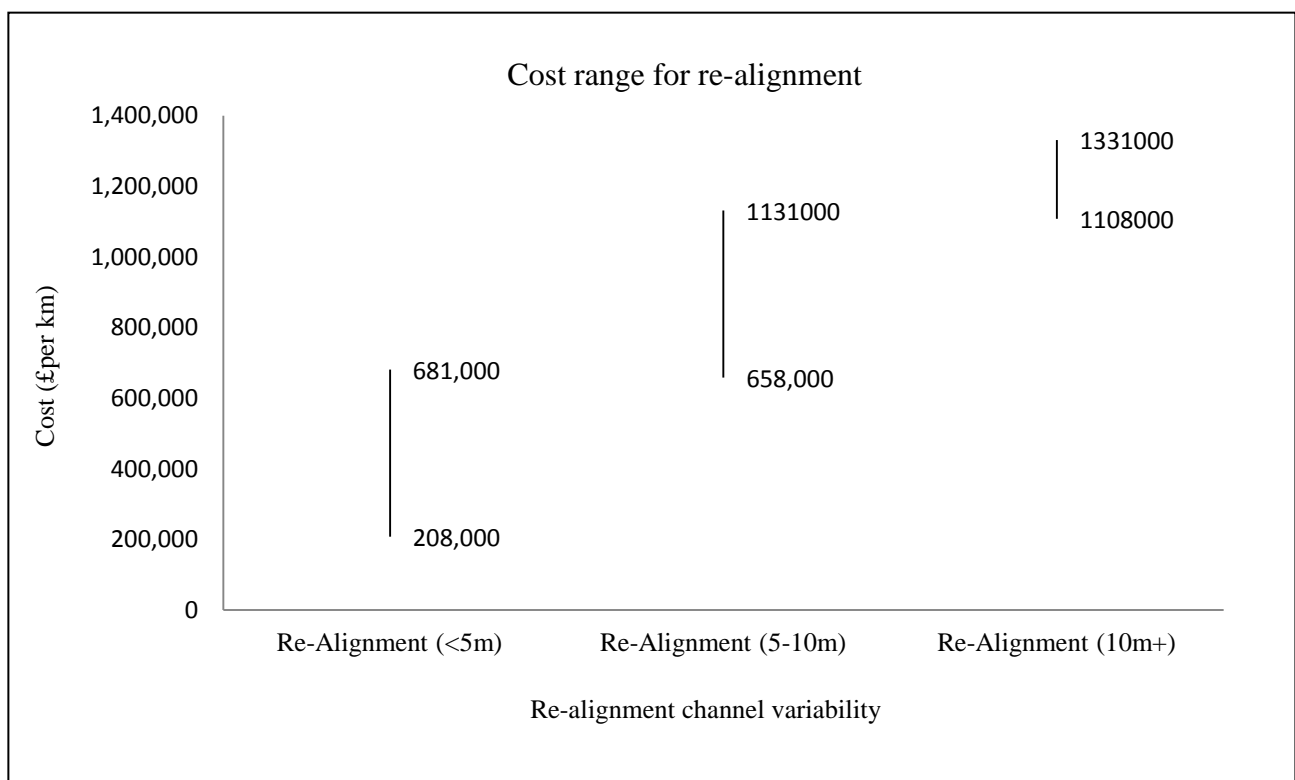 Cost range for re-alignment
1,400,000
1,200,000
1,000,000
800,000
600,000
400,000
200,000
0
Cost (£per km)
681,000
208,000
1131000
658,000
1331000
1108000
Re-Alignment (<5m)
Re-Alignment (5-10m)
Re-Alignment (10m+)
Re-alignment channel variability